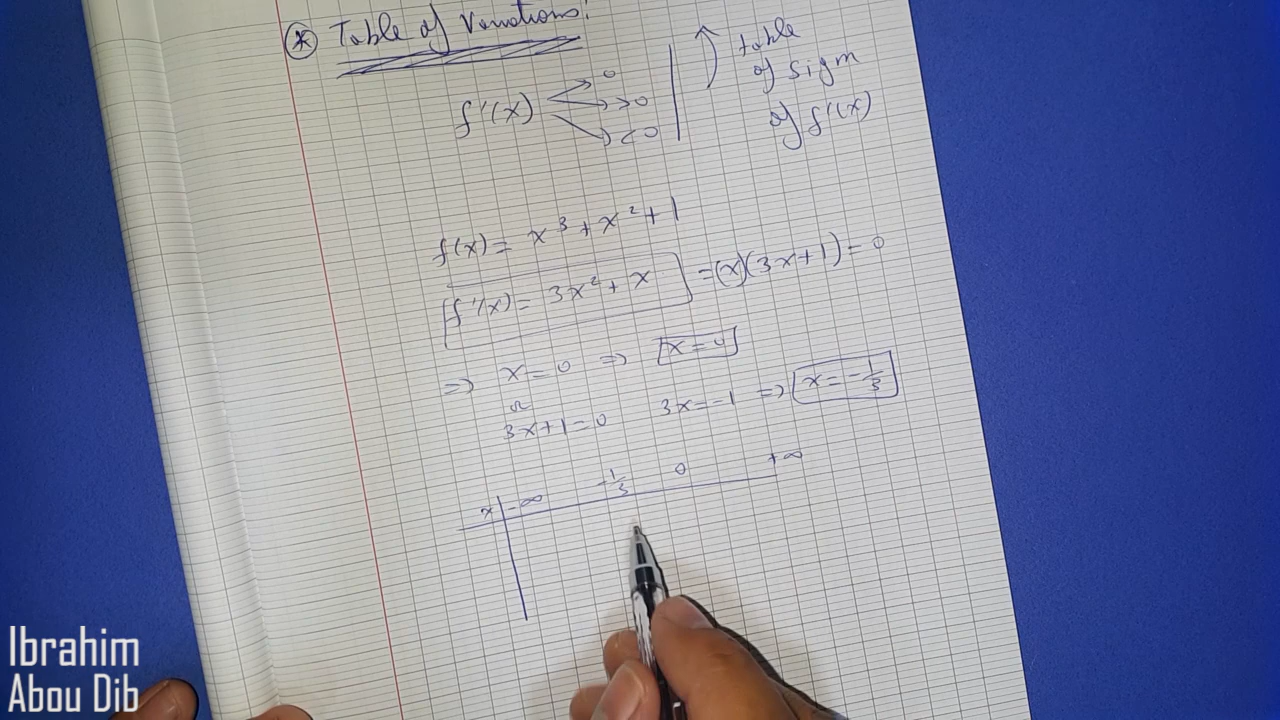 * Table of Variations:
f'(x) → 0
→ >0
→ <0
table
of sign
of f'(x)
f(x) = x³ + x² + 1
f'(x) = 3x² + x = (x)(3x+1) = 0
⇒ x = 0 ⇒ x = 0
or
3x+1 = 0 3x = -1 ⇒ x = -1/3
x -∞ -1/3 0 +∞
Ibrahim
Abou Dib